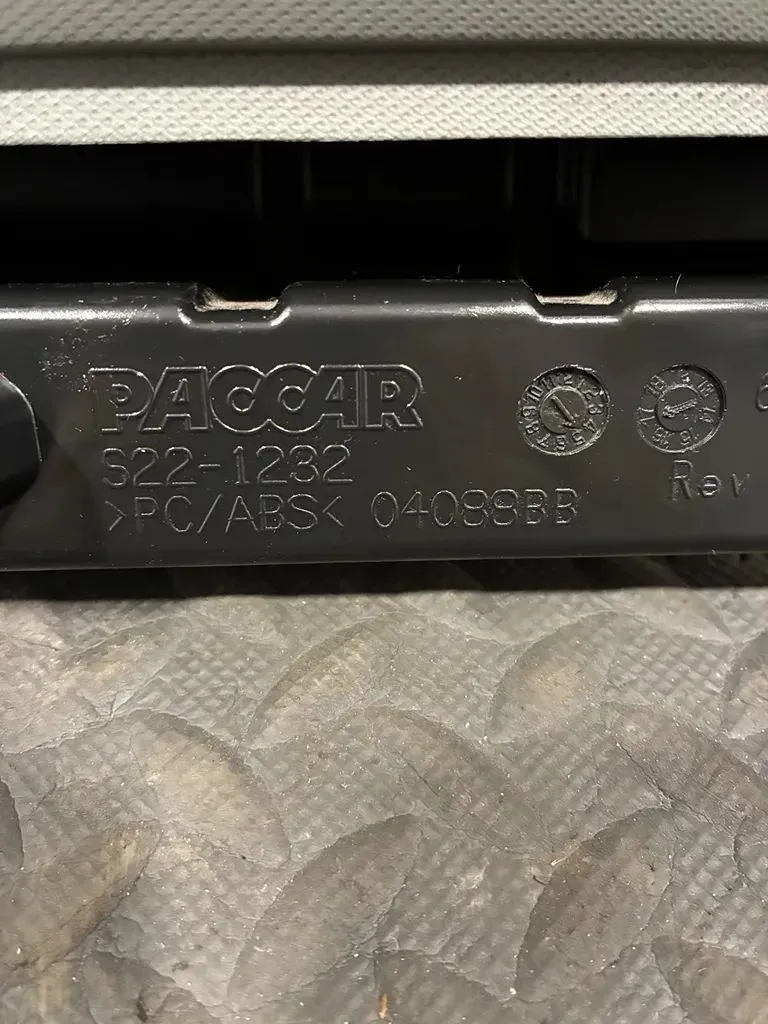 PACCAR
S22-1232
>PC/ABS< 04088BB
Rev